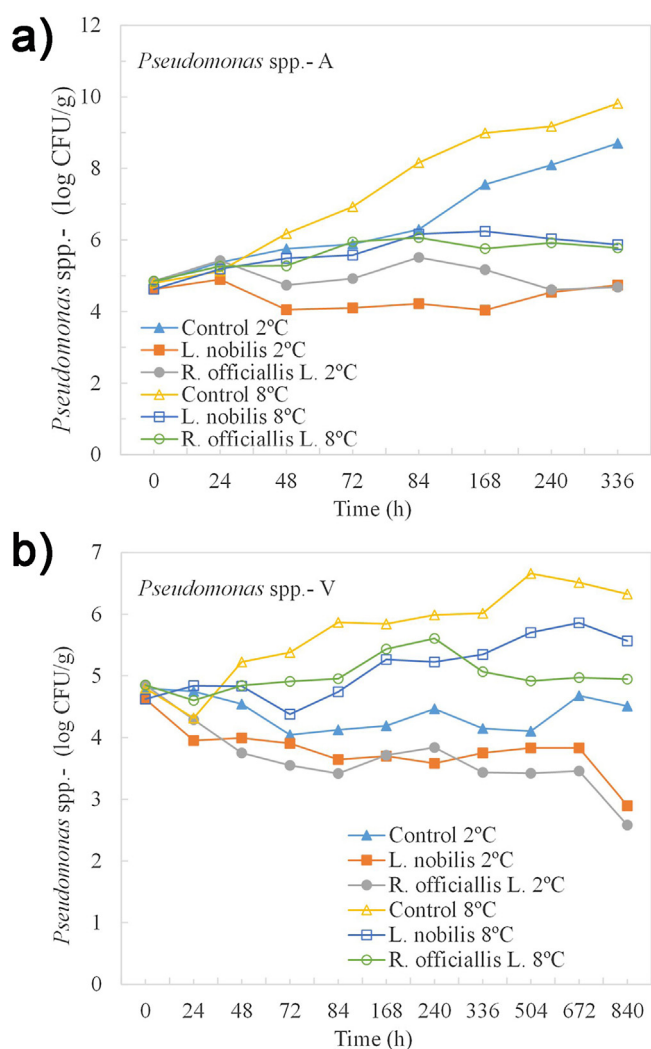 a)
Pseudomonas spp.- A
Pseudomonas spp.- (log CFU/g)
12
10
8
6
4
2
0
Control 2ºC
L. nobilis 2ºC
R. officiallis L. 2ºC
Control 8ºC
L. nobilis 8ºC
R. officiallis L. 8ºC
0 24 48 72 84 168 240 336
Time (h)
b)
Pseudomonas spp.- V
Pseudomonas spp.- (log CFU/g)
7
6
5
4
3
2
1
0
Control 2ºC
L. nobilis 2ºC
R. officiallis L. 2ºC
Control 8ºC
L. nobilis 8ºC
R. officiallis L. 8ºC
0 24 48 72 84 168 240 336 504 672 840
Time (h)